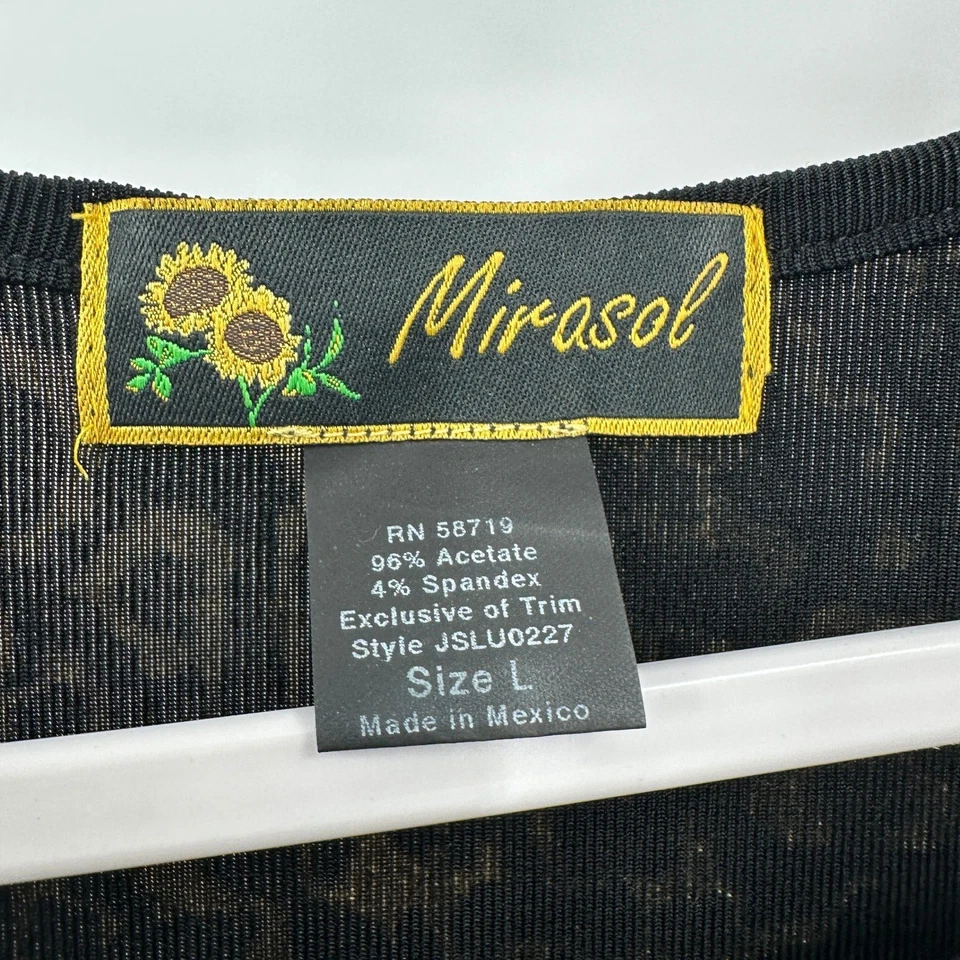 Mirasol
RN 58719
96% Acetate
4% Spandex
Exclusive of Trim
Style JSLU0227
Size L
Made in Mexico